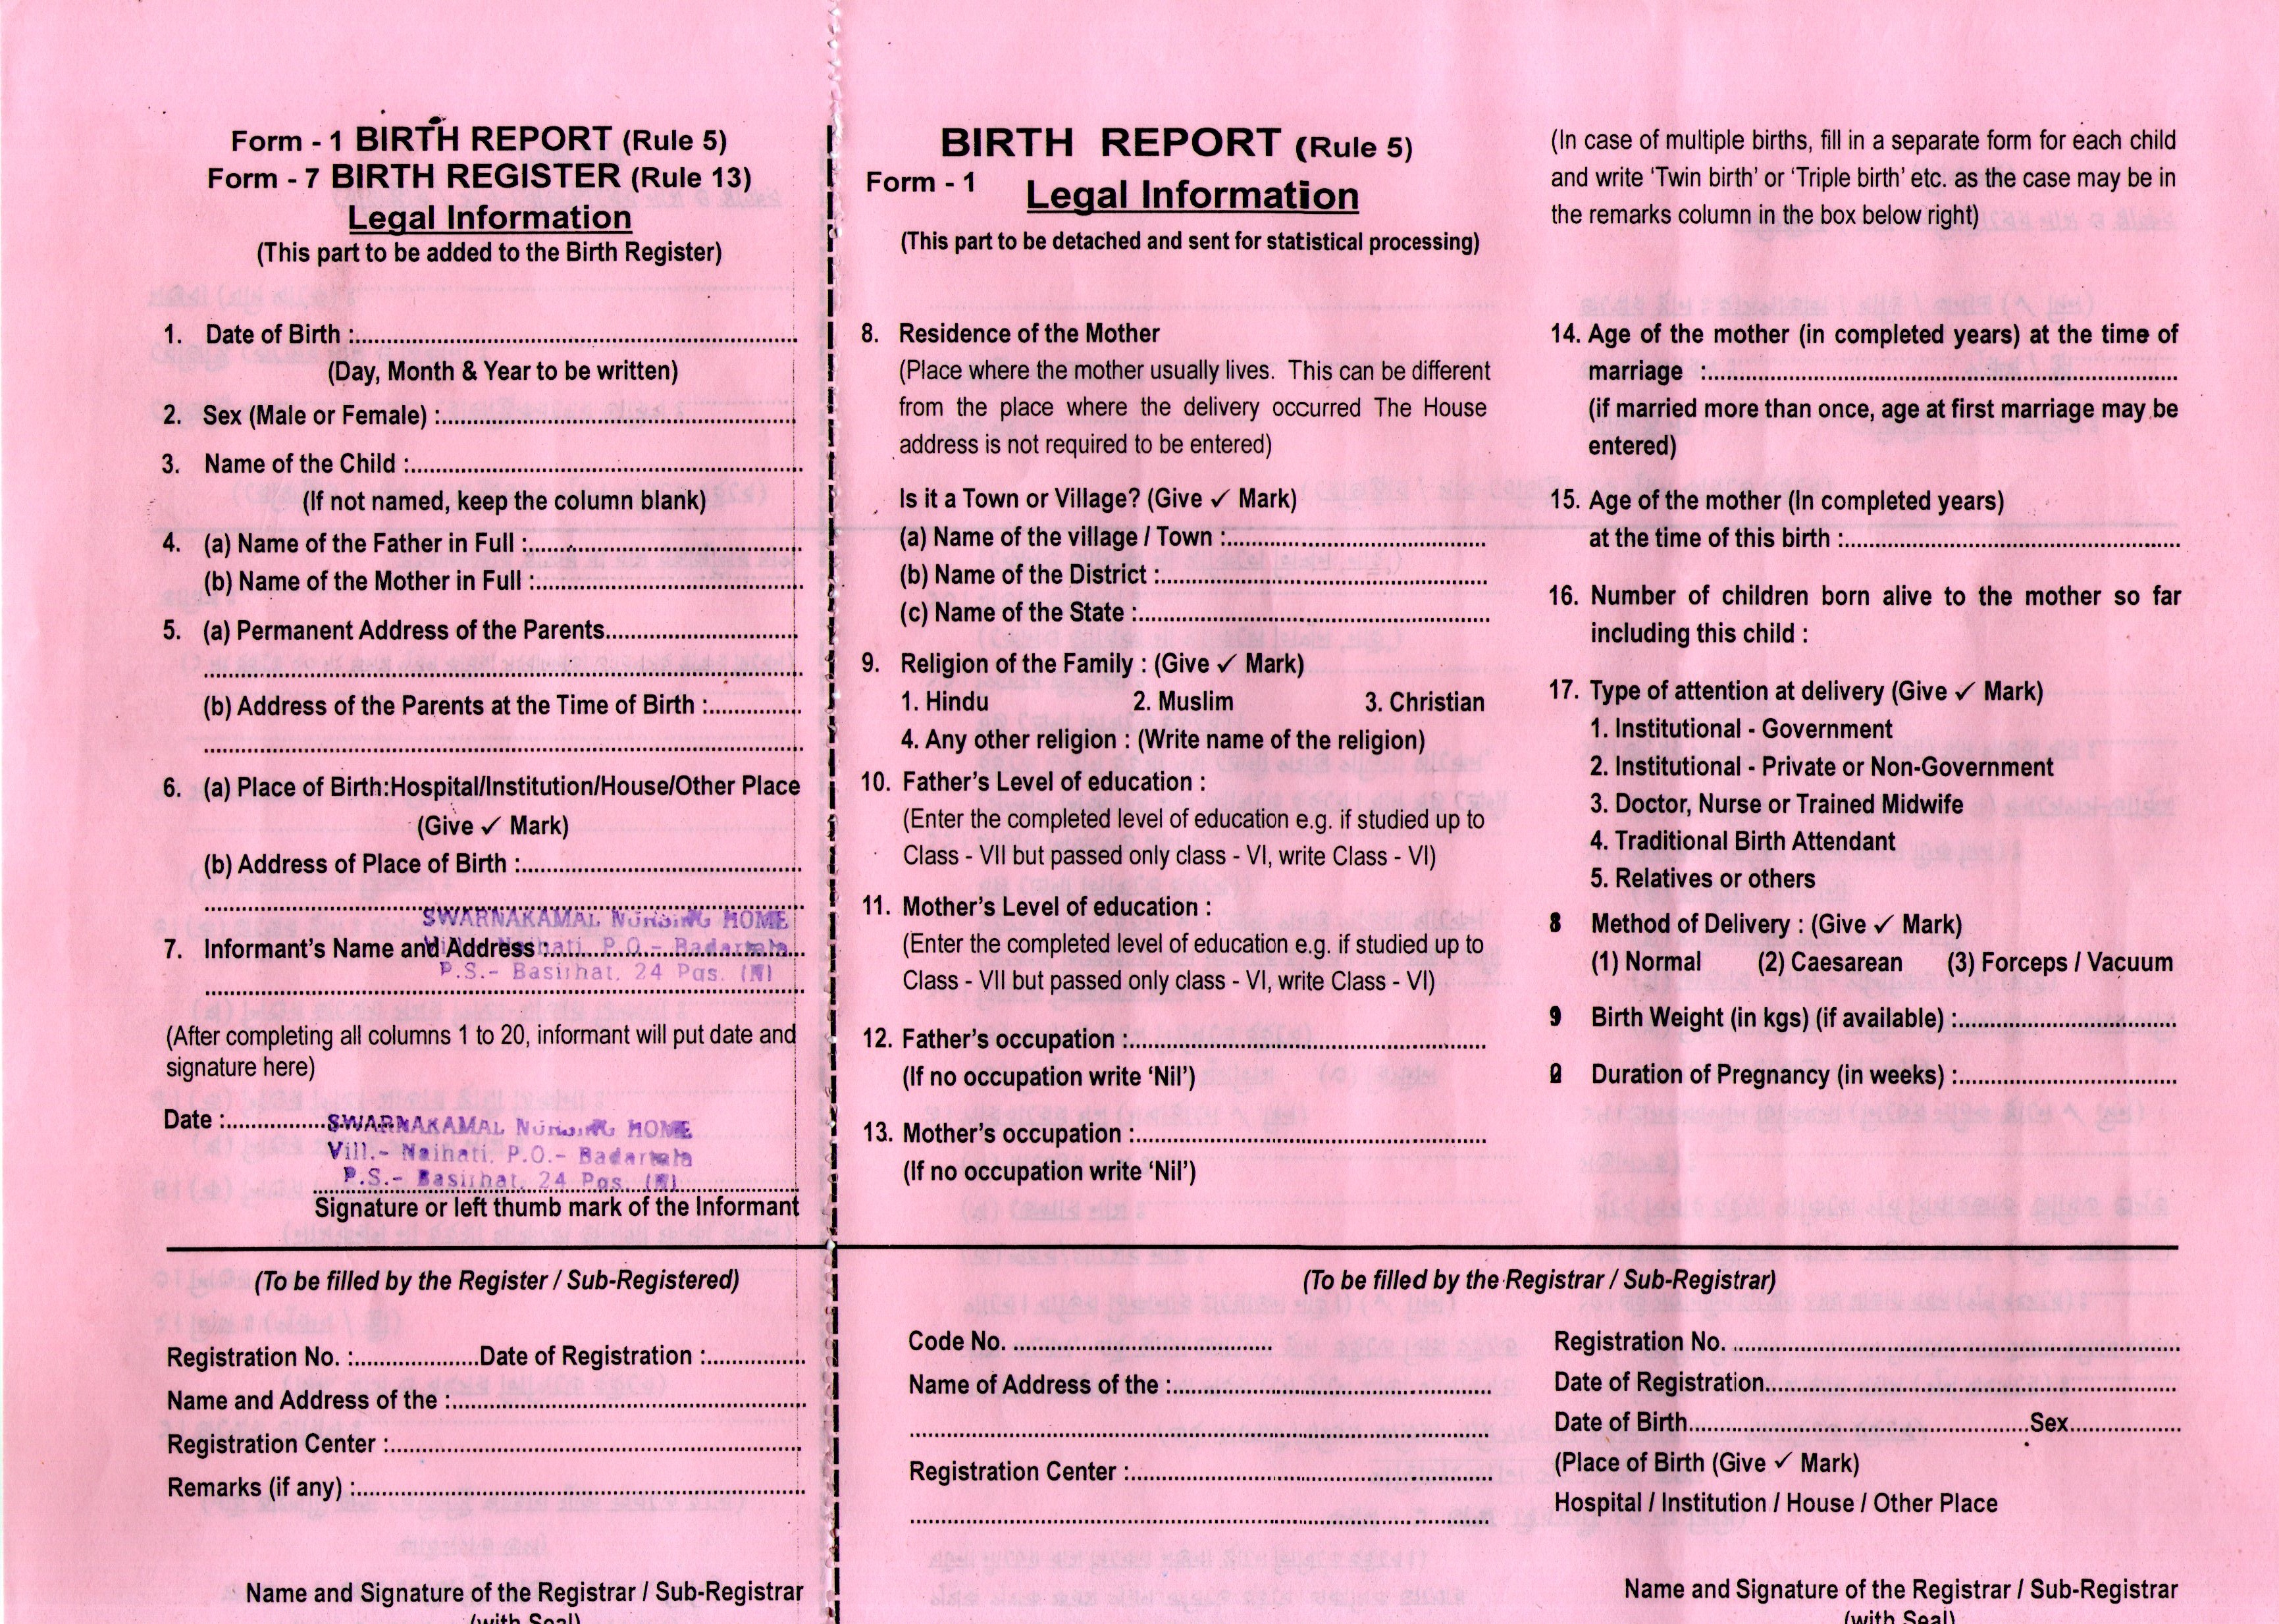 Form - 1 BIRTH REPORT (Rule 5)
Form - 7 BIRTH REGISTER (Rule 13)
Legal Information
(This part to be added to the Birth Register)
1. Date of Birth :
(Day, Month & Year to be written)
2. Sex (Male or Female) :
3. Name of the Child :
(If not named, keep the column blank)
4. (a) Name of the Father in Full :
(b) Name of the Mother in Full :
5. (a) Permanent Address of the Parents
(b) Address of the Parents at the Time of Birth :
6. (a) Place of Birth:Hospital/Institution/House/Other Place
(Give ✓ Mark)
(b) Address of Place of Birth :
SWARNAKAMAL NURSING HOME
Vill.- Naihati, P.O.- Badartala
7. Informant's Name and Address :
P.S.- Basirhat, 24 Pgs. (N)
(After completing all columns 1 to 20, informant will put date and
signature here)
Date :
SWARNAKAMAL NURSING HOME
Vill.- Naihati, P.O.- Badartala
P.S.- Basirhat, 24 Pgs. (N)
Signature or left thumb mark of the Informant
(To be filled by the Register / Sub-Registered)
Registration No. : Date of Registration :
Name and Address of the :
Registration Center :
Remarks (if any) :
Name and Signature of the Registrar / Sub-Registrar
(with Seal)
BIRTH REPORT (Rule 5)
Form - 1 Legal Information
(This part to be detached and sent for statistical processing)
8. Residence of the Mother
(Place where the mother usually lives. This can be different
from the place where the delivery occurred The House
address is not required to be entered)
Is it a Town or Village? (Give ✓ Mark)
(a) Name of the village / Town :
(b) Name of the District :
(c) Name of the State :
9. Religion of the Family : (Give ✓ Mark)
1. Hindu 2. Muslim 3. Christian
4. Any other religion : (Write name of the religion)
10. Father's Level of education :
(Enter the completed level of education e.g. if studied up to
Class - VII but passed only class - VI, write Class - VI)
11. Mother's Level of education :
(Enter the completed level of education e.g. if studied up to
Class - VII but passed only class - VI, write Class - VI)
12. Father's occupation :
(If no occupation write 'Nil')
13. Mother's occupation :
(If no occupation write 'Nil')
(In case of multiple births, fill in a separate form for each child
and write 'Twin birth' or 'Triple birth' etc. as the case may be in
the remarks column in the box below right)
14. Age of the mother (in completed years) at the time of
marriage :
(if married more than once, age at first marriage may be
entered)
15. Age of the mother (In completed years)
at the time of this birth :
16. Number of children born alive to the mother so far
including this child :
17. Type of attention at delivery (Give ✓ Mark)
1. Institutional - Government
2. Institutional - Private or Non-Government
3. Doctor, Nurse or Trained Midwife
4. Traditional Birth Attendant
5. Relatives or others
8 Method of Delivery : (Give ✓ Mark)
(1) Normal (2) Caesarean (3) Forceps / Vacuum
9 Birth Weight (in kgs) (if available) :
Duration of Pregnancy (in weeks) :
(To be filled by the Registrar / Sub-Registrar)
Code No.
Name of Address of the :
Registration Center :
Registration No.
Date of Registration
Date of Birth Sex
(Place of Birth (Give ✓ Mark)
Hospital / Institution / House / Other Place
Name and Signature of the Registrar / Sub-Registrar
(with Seal)